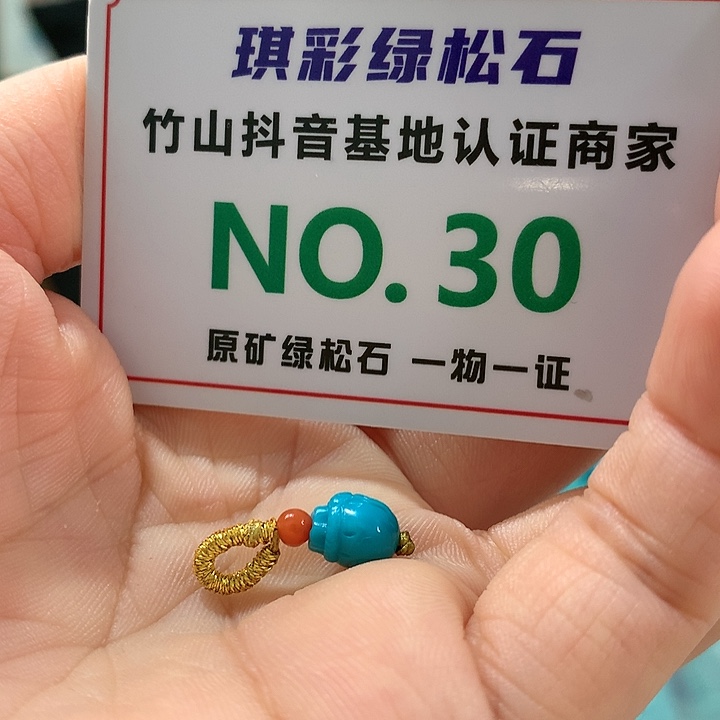 琪彩绿松石
竹山抖音基地认证商家
NO.30
原矿绿松石 一物一证